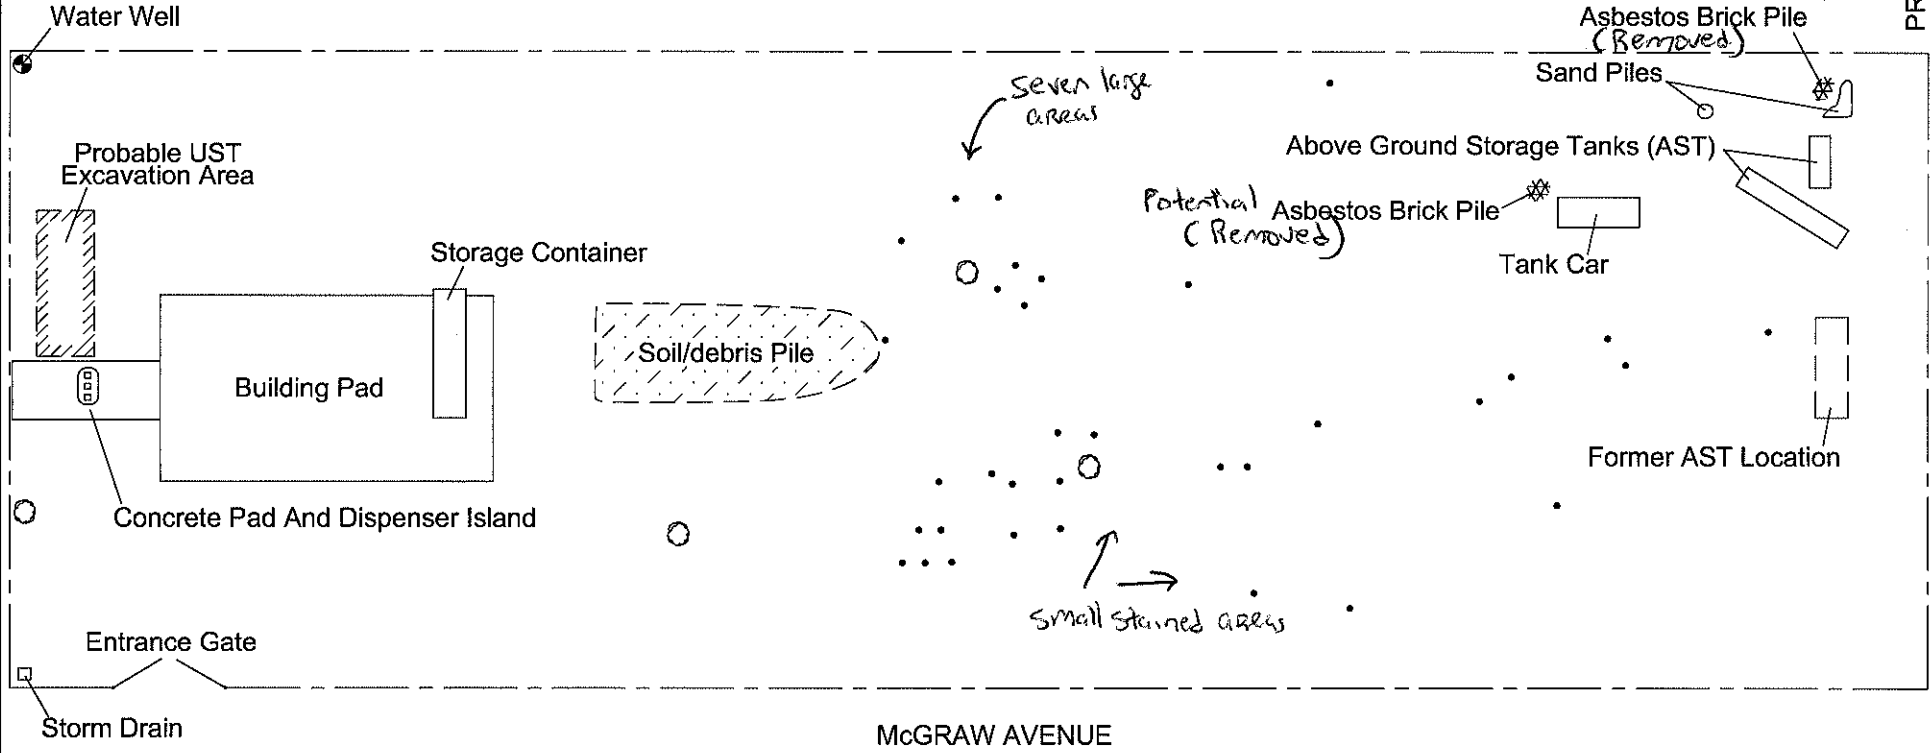 Water Well
Asbestos Brick Pile
(Removed)
PR
Sand Piles
Seven large
areas
Above Ground Storage Tanks (AST)
Probable UST
Excavation Area
Potential
Asbestos Brick Pile
(Removed)
Storage Container
Tank Car
Soil/debris Pile
Building Pad
Former AST Location
Concrete Pad And Dispenser Island
Small stained areas
Entrance Gate
Storm Drain
McGRAW AVENUE